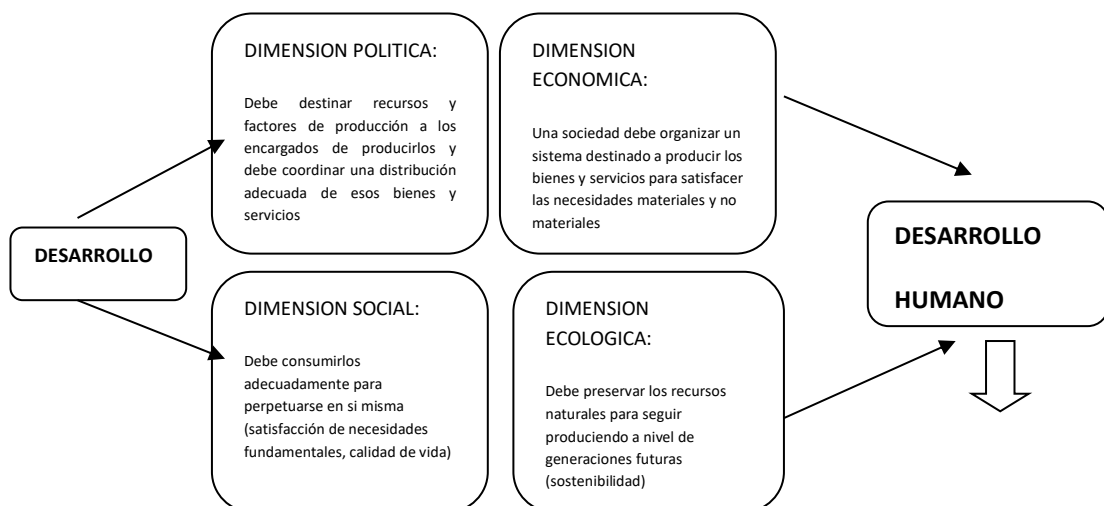 DESARROLLO
DIMENSION POLITICA:
Debe destinar recursos y
factores de producción a los
encargados de producirlos y
debe coordinar una distribución
adecuada de esos bienes y
servicios
DIMENSION
ECONOMICA:
Una sociedad debe organizar un
sistema destinado a producir los
bienes y servicios para satisfacer
las necesidades materiales y no
materiales
DIMENSION SOCIAL:
Debe consumirlos
adecuadamente para
perpetuarse en si misma
(satisfacción de necesidades
fundamentales, calidad de vida)
DIMENSION
ECOLOGICA:
Debe preservar los recursos
naturales para seguir
produciendo a nivel de
generaciones futuras
(sostenibilidad)
DESARROLLO
HUMANO